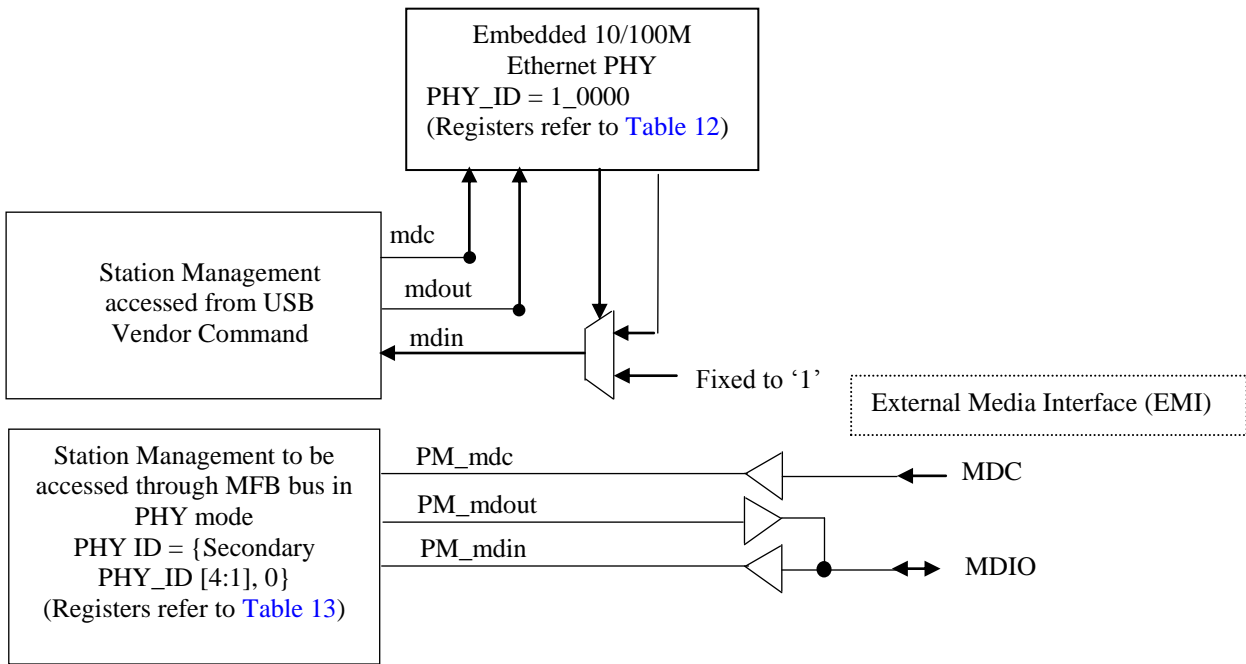 Embedded 10/100M
Ethernet PHY
PHY_ID = 1_0000
(Registers refer to Table 12)
mdc
Station Management
accessed from USB
Vendor Command
mdout
mdin
Fixed to ‘1’
External Media Interface (EMI)
Station Management to be
accessed through MFB bus in
PHY mode
PHY ID = {Secondary
PHY_ID [4:1], 0}
(Registers refer to Table 13)
PM_mdc
MDC
PM_mdout
PM_mdin
MDIO